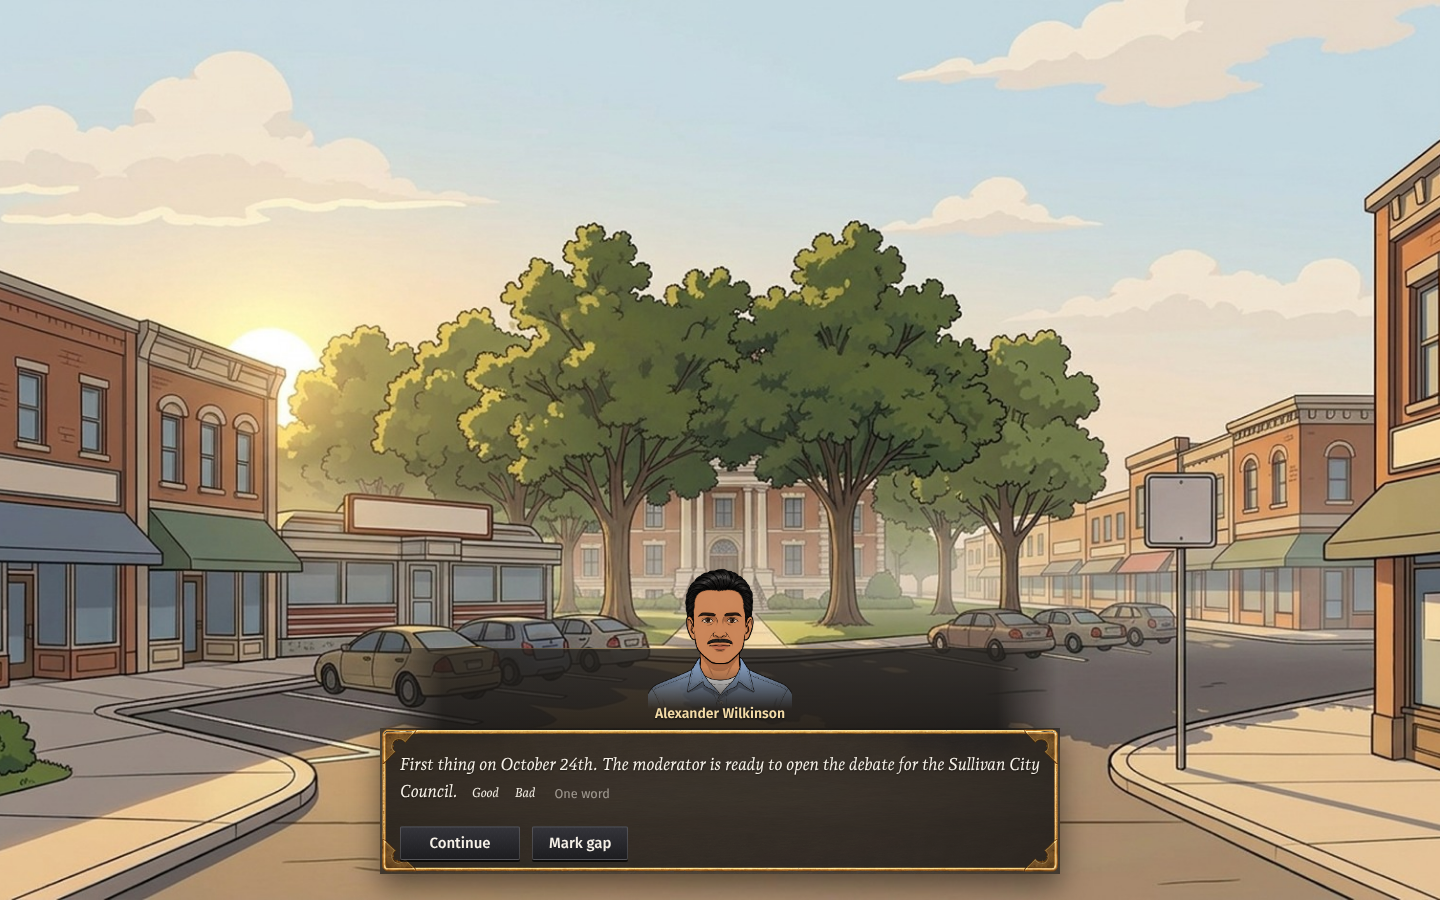 Alexander Wilkinson
First thing on October 24th. The moderator is ready to open the debate for the Sullivan City
Council. Good Bad One word
Continue Mark gap